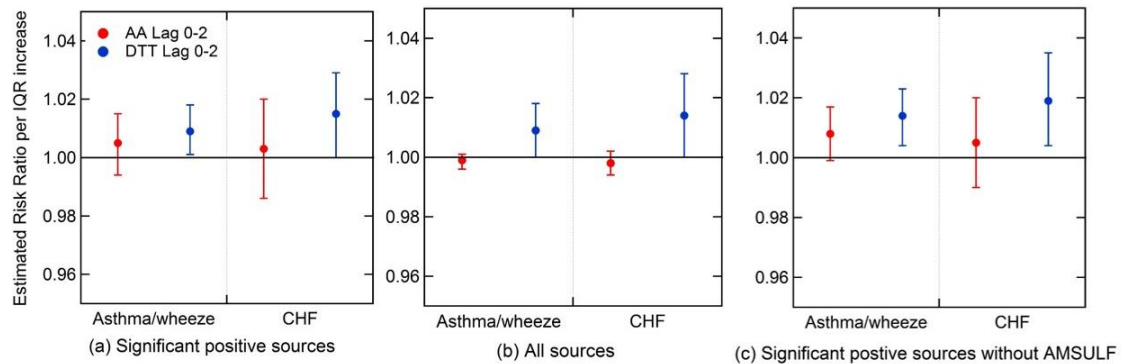 Estimated Risk Ratio per IQR increase
1.04
1.02
1.00
0.98
0.96
AA Lag 0-2
DTT Lag 0-2
Asthma/wheeze CHF
(a) Significant positive sources
1.04
1.02
1.00
0.98
0.96
Asthma/wheeze CHF
(b) All sources
1.04
1.02
1.00
0.98
0.96
Asthma/wheeze CHF
(c) Significant postive sources without AMSULF